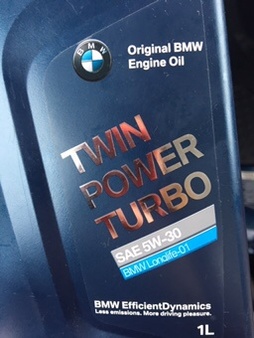 BMW
Original BMW
Engine Oil
TWIN
POWER
TURBO
SAE 5W-30
BMW Longlife-01
BMW EfficientDynamics
Less emissions. More driving pleasure.
1L